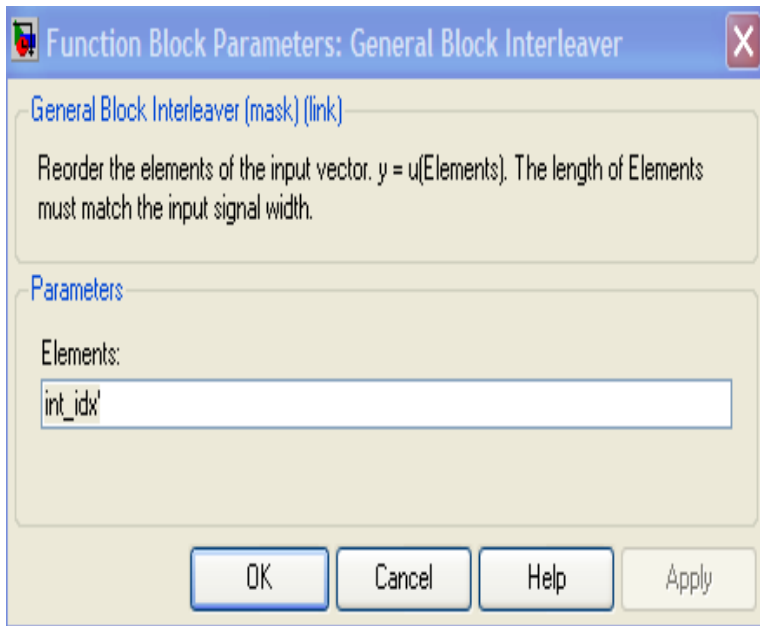 Function Block Parameters: General Block Interleaver
General Block Interleaver (mask) (link)
Reorder the elements of the input vector. y = u(Elements). The length of Elements
must match the input signal width.
Parameters
Elements:
int_idx'
OK Cancel Help Apply